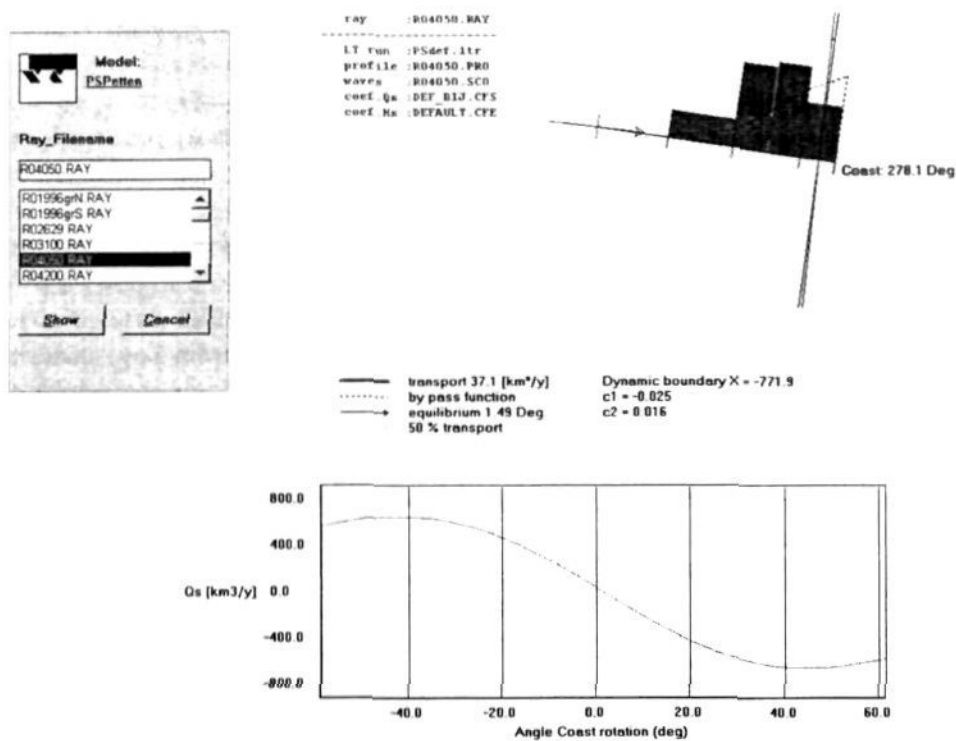 Model:
PSPetten
Ray_Filename
R04050.RAY
R01996grN.RAY
R01996grS RAY
R02629 RAY
R03100.RAY
R04050 RAY
R04200 RAY
Show
Cancel
ray :R04050.RAY
LT run :PSdef.ltr
profile :R04050.PRO
waves :R04050.SCO
coef.Qs :DEF_B1J.CFS
coef.Hs :DEFAULT.CFE
Coast: 278.1 Deg
transport 37.1 [km³/y]
by pass function
equilibrium 1 49 Deg
50 % transport
Dynamic boundary X = -771.9
c1 = -0.025
c2 = 0.016
800.0
400.0
Qs [km3/y] 0.0
-400.0
-800.0
-40.0 -20.0 0.0 20.0 40.0 60.0
Angle Coast rotation (deg)